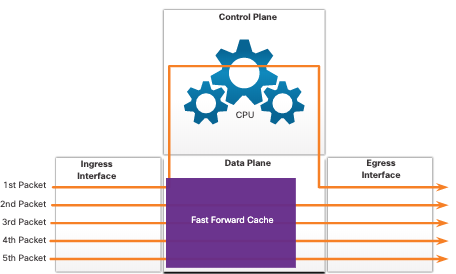 Control Plane
CPU
Ingress
Interface
Data Plane
Egress
Interface
1st Packet
2nd Packet
3rd Packet
4th Packet
5th Packet
Fast Forward Cache